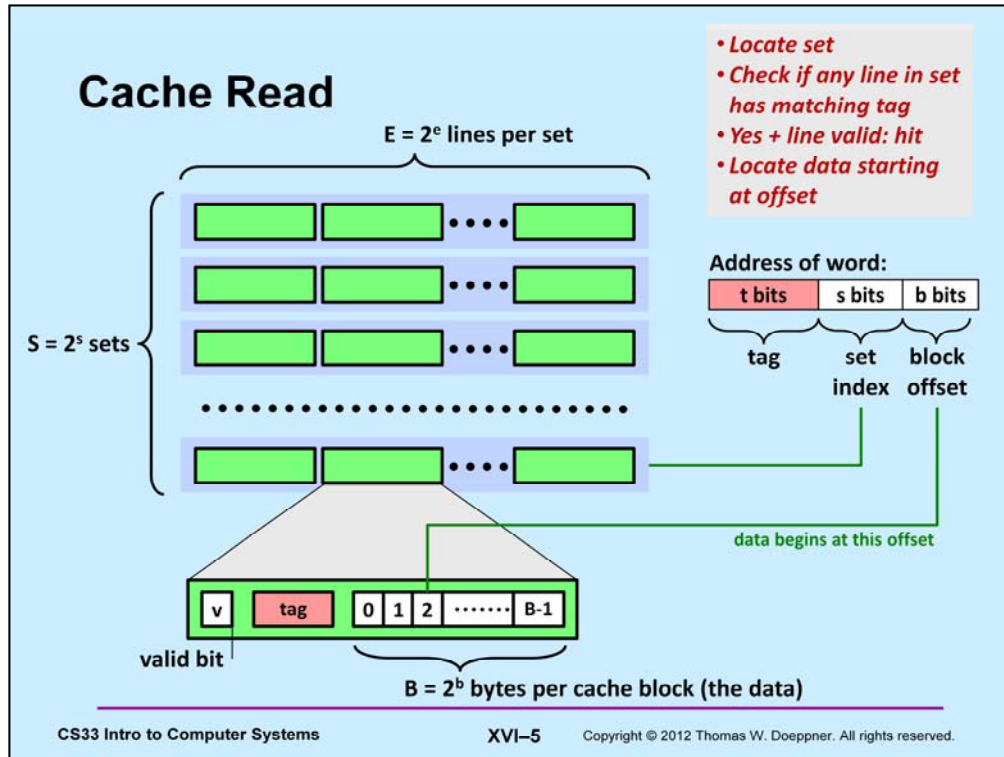 Cache Read
• Locate set
• Check if any line in set
has matching tag
• Yes + line valid: hit
• Locate data starting
at offset
E = 2ᵉ lines per set
S = 2ˢ sets
Address of word:
t bits s bits b bits
tag set block
index offset
data begins at this offset
v tag 0 1 2 ······· B-1
valid bit
B = 2ᵇ bytes per cache block (the data)
CS33 Intro to Computer Systems XVI–5 Copyright © 2012 Thomas W. Doeppner. All rights reserved.